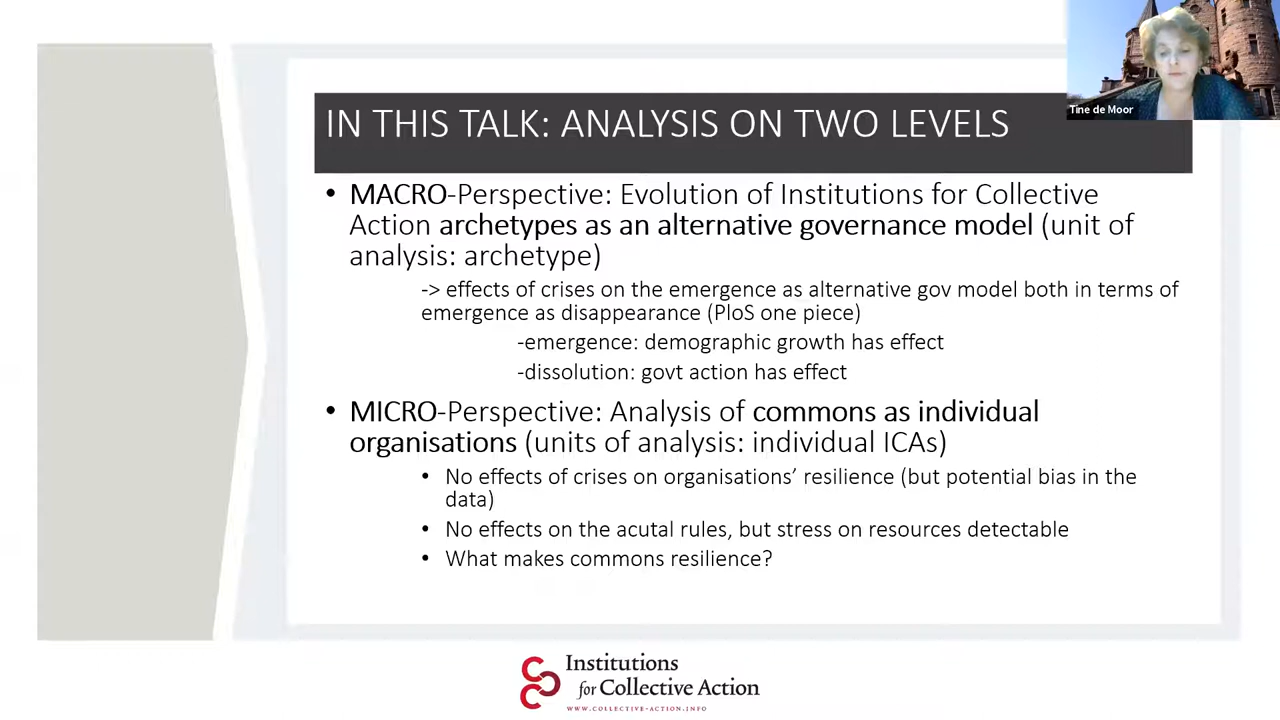 Tine de Moor
IN THIS TALK: ANALYSIS ON TWO LEVELS
• MACRO-Perspective: Evolution of Institutions for Collective
Action archetypes as an alternative governance model (unit of
analysis: archetype)
-> effects of crises on the emergence as alternative gov model both in terms of
emergence as disappearance (PloS one piece)
-emergence: demographic growth has effect
-dissolution: govt action has effect
• MICRO-Perspective: Analysis of commons as individual
organisations (units of analysis: individual ICAs)
• No effects of crises on organisations’ resilience (but potential bias in the
data)
• No effects on the acutal rules, but stress on resources detectable
• What makes commons resilience?
Institutions
for Collective Action
WWW.COLLECTIVE-ACTION.INFO